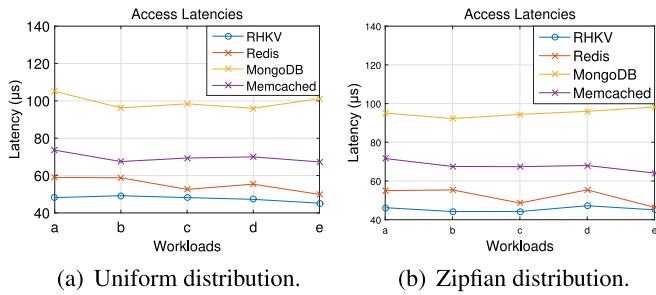 (a)
Access Latencies
140
120
100
80
60
40
Latency (µs)
RHKV
Redis
MongoDB
Memcached
a b c d e
Workloads
(a) Uniform distribution.
(b)
Access Latencies
140
120
100
80
60
40
Latency (µs)
RHKV
Redis
MongoDB
Memcached
a b c d e
Workloads
(b) Zipfian distribution.